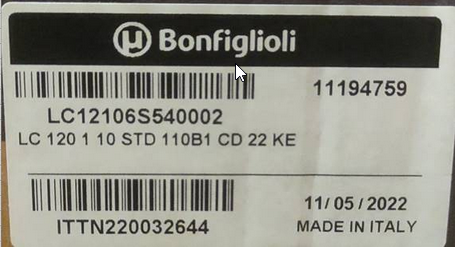 Bonfiglioli
11194759
LC12106S540002
LC 120 1 10 STD 110B1 CD 22 KE
11/05/2022
ITTN220032644
MADE IN ITALY